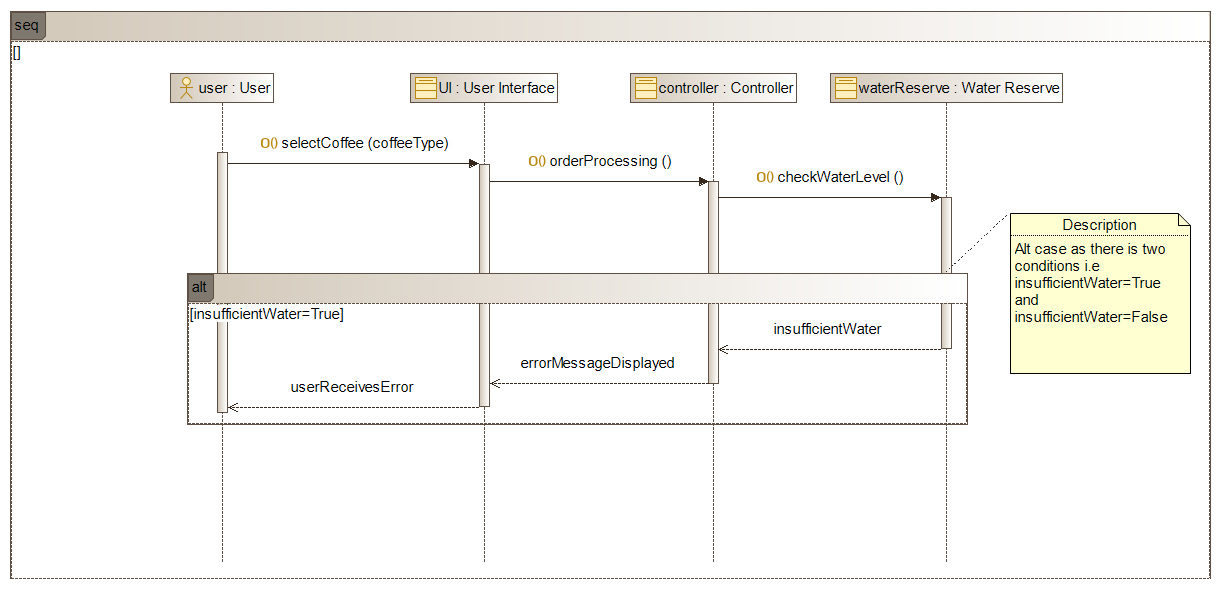 seq
[]
user : User
UI : User Interface
controller : Controller
waterReserve : Water Reserve
O() selectCoffee (coffeeType)
O() orderProcessing ()
O() checkWaterLevel ()
Description
Alt case as there is two
conditions i.e
insufficientWater=True
and
insufficientWater=False
alt
[insufficientWater=True]
insufficientWater
errorMessageDisplayed
userReceivesError